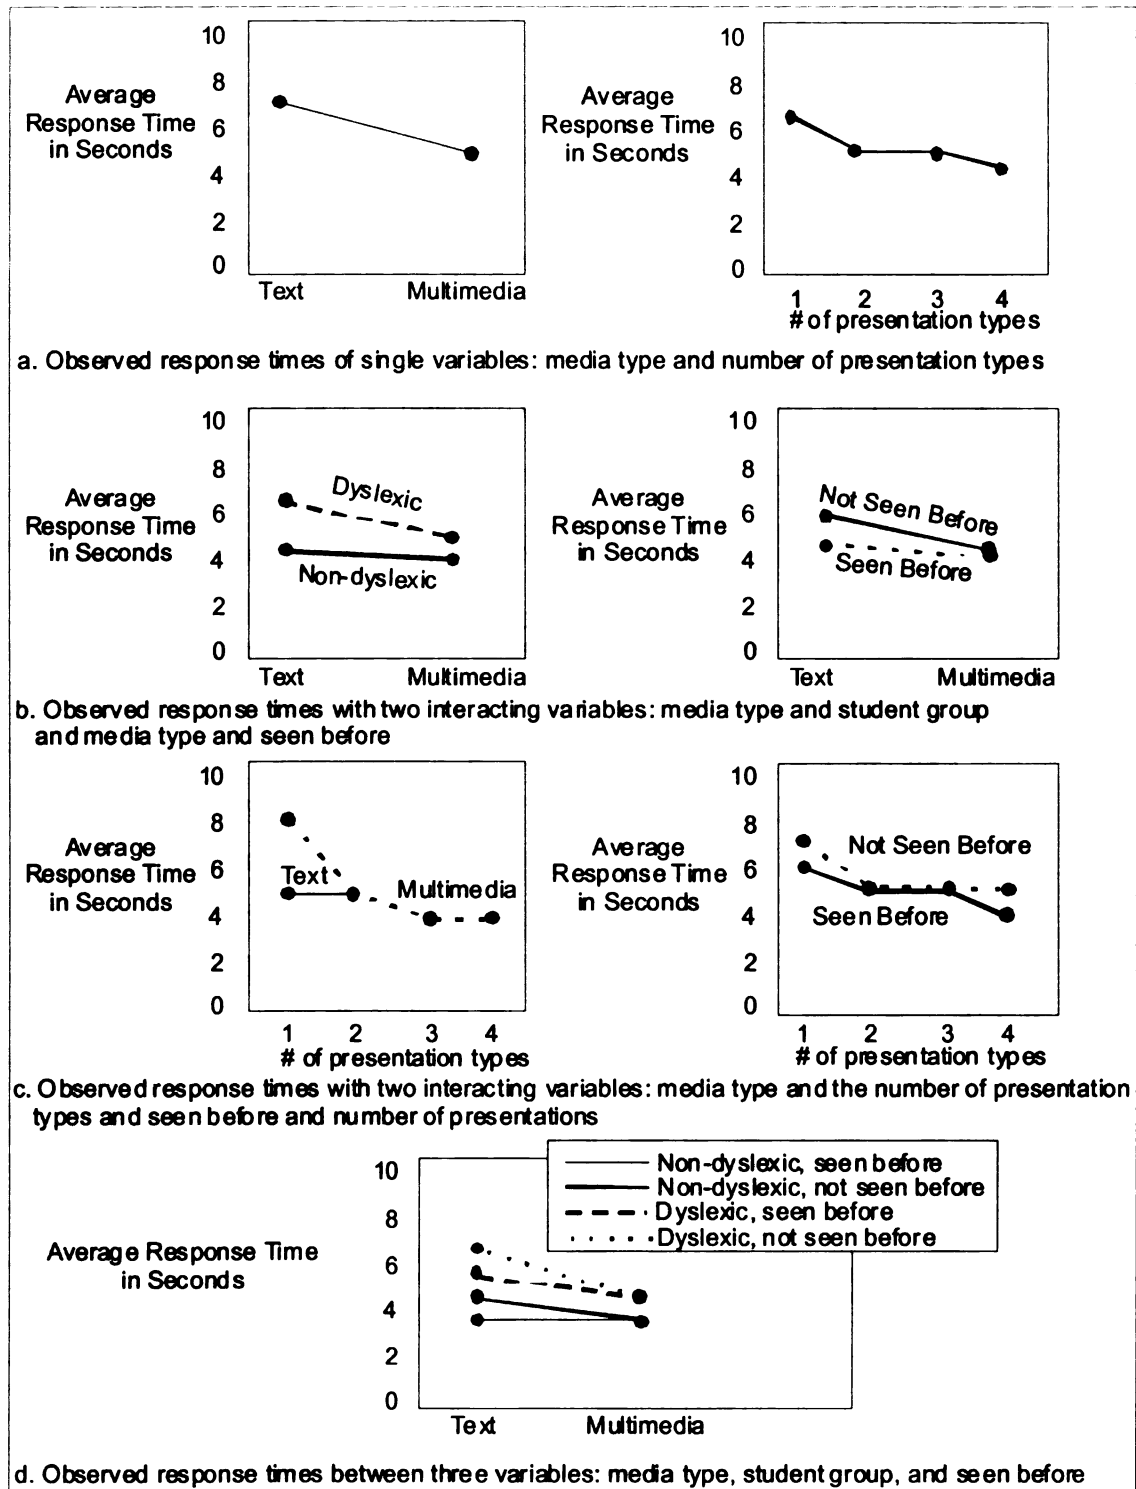 10
8
6
4
2
0
Average
Response Time
in Seconds
Text
Multimedia
10
8
6
4
2
0
Average
Response Time
in Seconds
1 2 3 4
# of presentation types
a. Observed response times of single variables: media type and number of presentation types
10
8
6
4
2
0
Average
Response Time
in Seconds
Dyslexic
Non-dyslexic
Text
Multimedia
10
8
6
4
2
0
Average
Response Time
in Seconds
Not Seen Before
Seen Before
Text
Multimedia
b. Observed response times with two interacting variables: media type and student group
and media type and seen before
10
8
6
4
2
0
Average
Response Time
in Seconds
Text
Multimedia
1 2 3 4
# of presentation types
10
8
6
4
2
0
Average
Response Time
in Seconds
Not Seen Before
Seen Before
1 2 3 4
# of presentation types
c. Observed response times with two interacting variables: media type and the number of presentation
types and seen before and number of presentations
10
8
6
4
2
0
Average Response Time
in Seconds
Non-dyslexic, seen before
Non-dyslexic, not seen before
Dyslexic, seen before
Dyslexic, not seen before
Text
Multimedia
d. Observed response times between three variables: media type, student group, and seen before